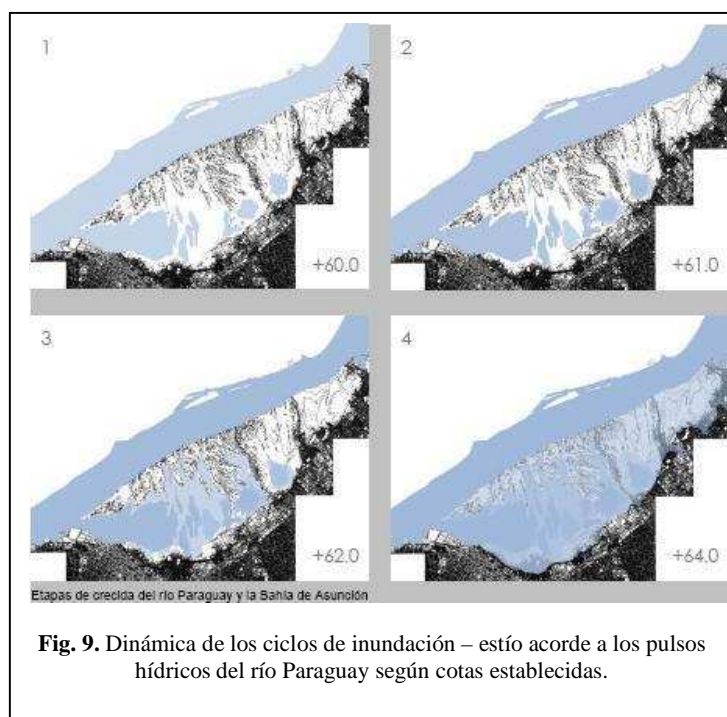 1
2
+60.0
+61.0
3
4
+62.0
+64.0
Etapas de crecida del río Paraguay y la Bahía de Asunción
Fig. 9. Dinámica de los ciclos de inundación – estío acorde a los pulsos
hídricos del río Paraguay según cotas establecidas.